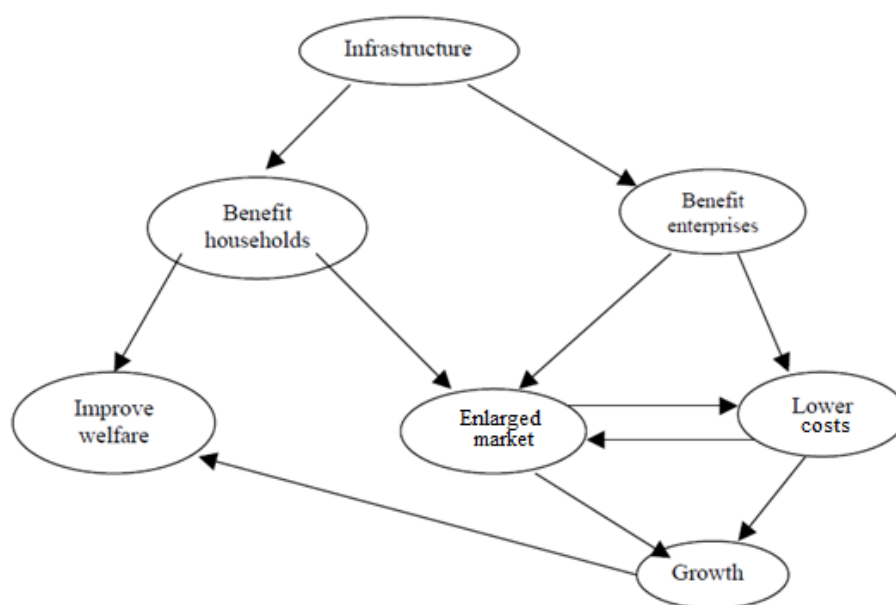 Infrastructure
Benefit
households
Benefit
enterprises
Improve
welfare
Enlarged
market
Lower
costs
Growth